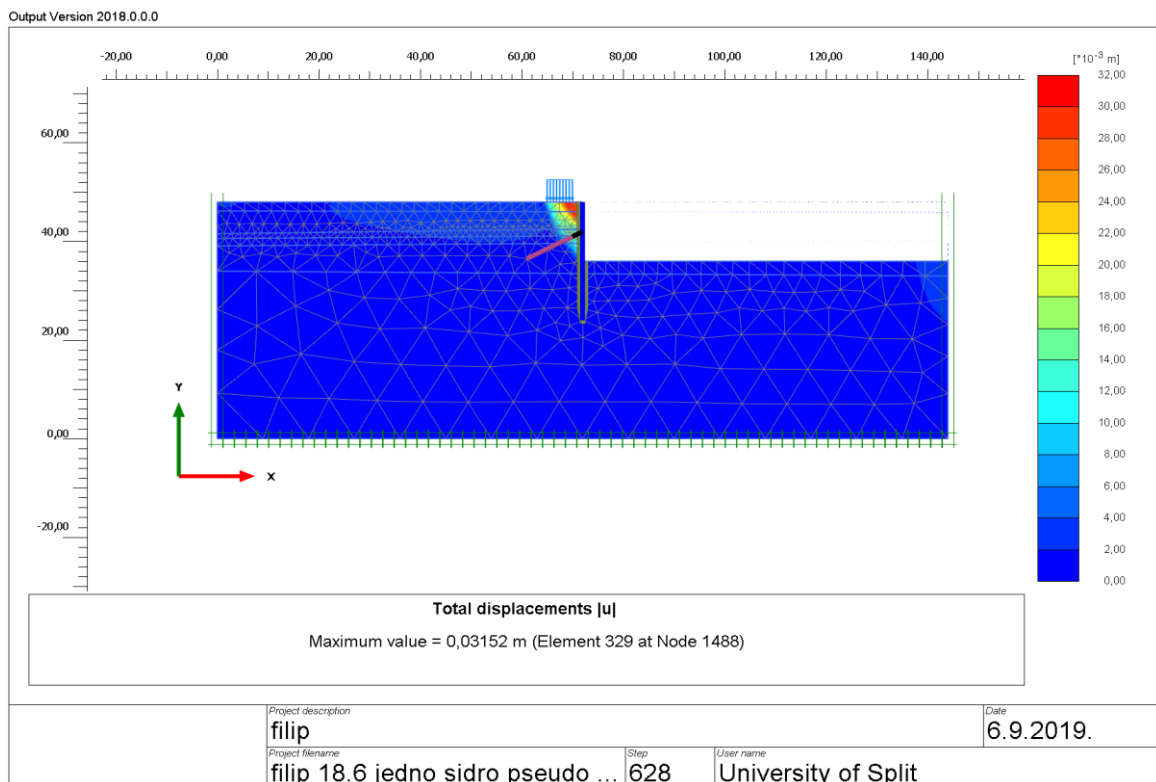 Output Version 2018.0.0.0
-20,00 0,00 20,00 40,00 60,00 80,00 100,00 120,00 140,00
[*10⁻³ m]
32,00
30,00
28,00
26,00
24,00
22,00
20,00
18,00
16,00
14,00
12,00
10,00
8,00
6,00
4,00
2,00
0,00
60,00
40,00
20,00
0,00
-20,00
Y
X
Total displacements |u|
Maximum value = 0,03152 m (Element 329 at Node 1488)
Project description
filip
Date
6.9.2019.
Project filename
filip 18.6 jedno sidro pseudo ...
Step
628
User name
University of Split